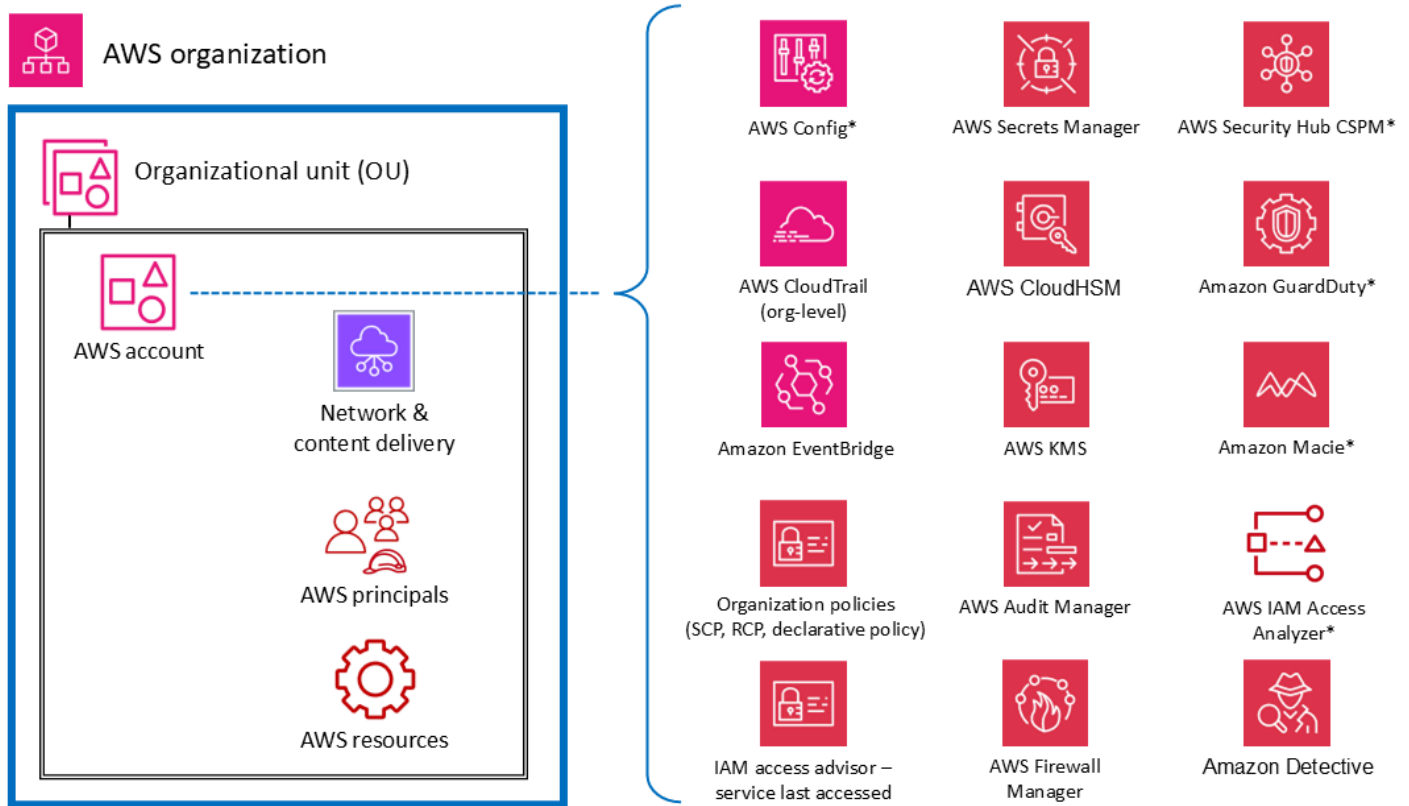 AWS organization
Organizational unit (OU)
AWS account
Network &
content delivery
AWS principals
AWS resources
AWS Config*
AWS Secrets Manager
AWS Security Hub CSPM*
AWS CloudTrail
(org-level)
AWS CloudHSM
Amazon GuardDuty*
Amazon EventBridge
AWS KMS
Amazon Macie*
Organization policies
(SCP, RCP, declarative policy)
AWS Audit Manager
AWS IAM Access
Analyzer*
IAM access advisor –
service last accessed
AWS Firewall
Manager
Amazon Detective